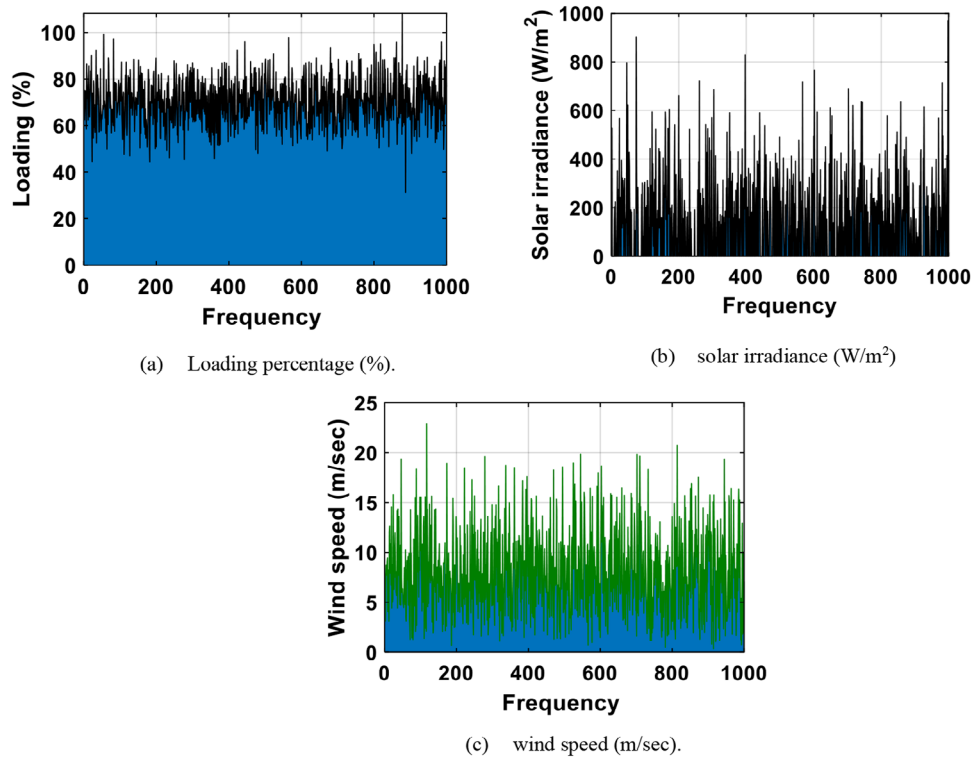 Loading (%)
100
80
60
40
20
0
0 200 400 600 800 1000
Frequency
(a) Loading percentage (%).
Solar irradiance (W/m²)
1000
800
600
400
200
0
0 200 400 600 800 1000
Frequency
(b) solar irradiance (W/m²)
Wind speed (m/sec)
25
20
15
10
5
0
0 200 400 600 800 1000
Frequency
(c) wind speed (m/sec).